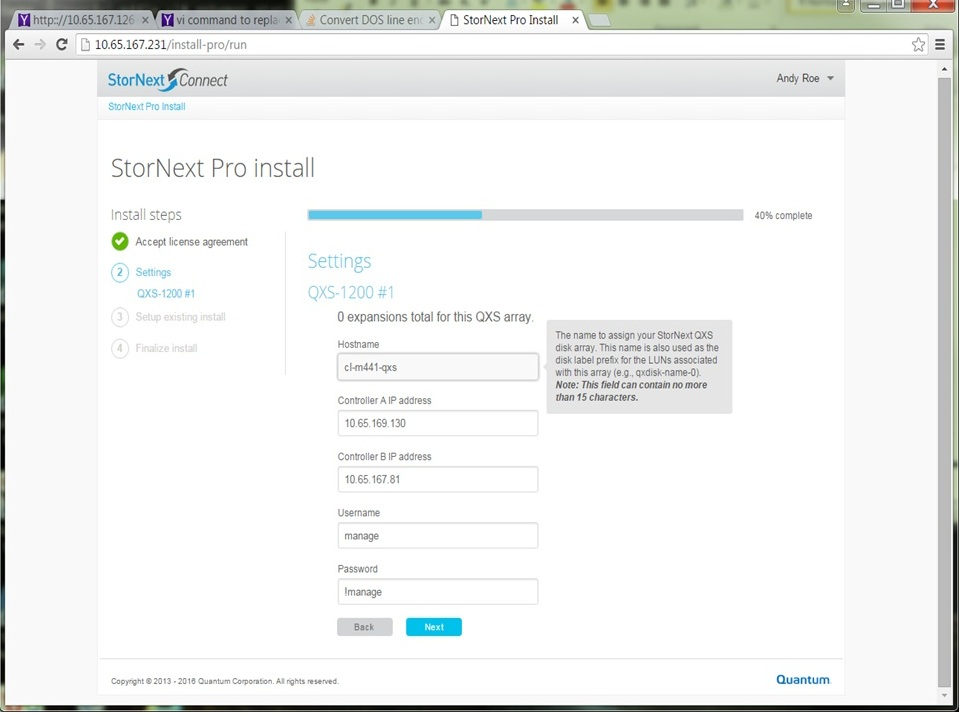 http://10.65.167.126
vi command to repla
Convert DOS line en
StorNext Pro Install
10.65.167.231/install-pro/run
StorNext Connect
Andy Roe
StorNext Pro Install
StorNext Pro install
Install steps
40% complete
Accept license agreement
2 Settings
QXS-1200 #1
3 Setup existing install
4 Finalize install
Settings
QXS-1200 #1
0 expansions total for this QXS array.
Hostname
cl-m441-qxs
The name to assign your StorNext QXS
disk array. This name is also used as the
disk label prefix for the LUNs associated
with this array (e.g., qxdisk-name-0).
Note: This field can contain no more
than 15 characters.
Controller A IP address
10.65.169.130
Controller B IP address
10.65.167.81
Username
manage
Password
!manage
Back
Next
Copyright © 2013 - 2016 Quantum Corporation. All rights reserved.
Quantum